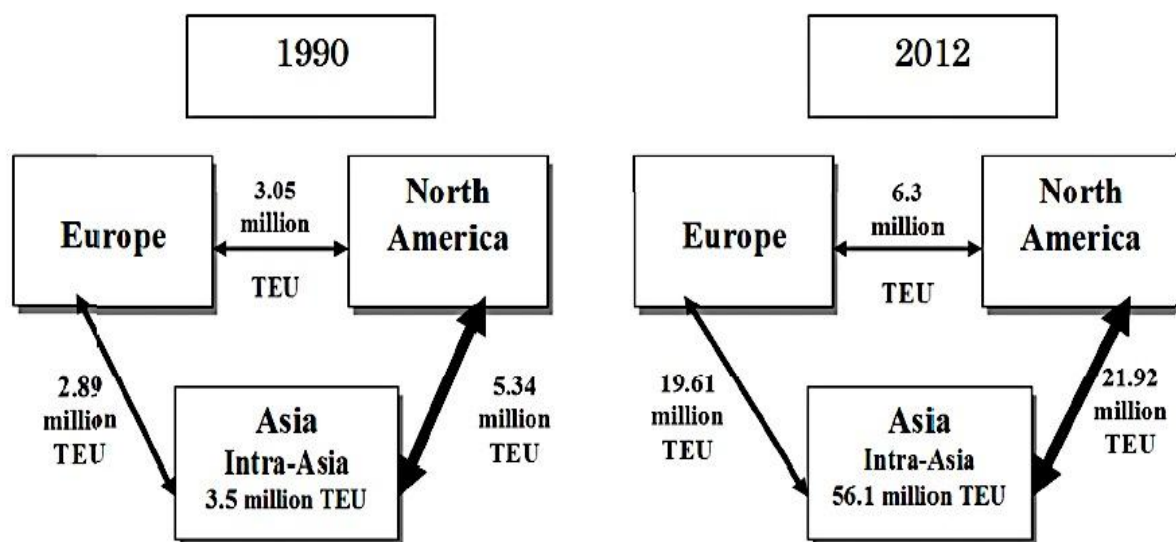 1990
Europe
3.05
million
TEU
North
America
2.89
million
TEU
5.34
million
TEU
Asia
Intra-Asia
3.5 million TEU
2012
Europe
6.3
million
TEU
North
America
19.61
million
TEU
21.92
million
TEU
Asia
Intra-Asia
56.1 million TEU